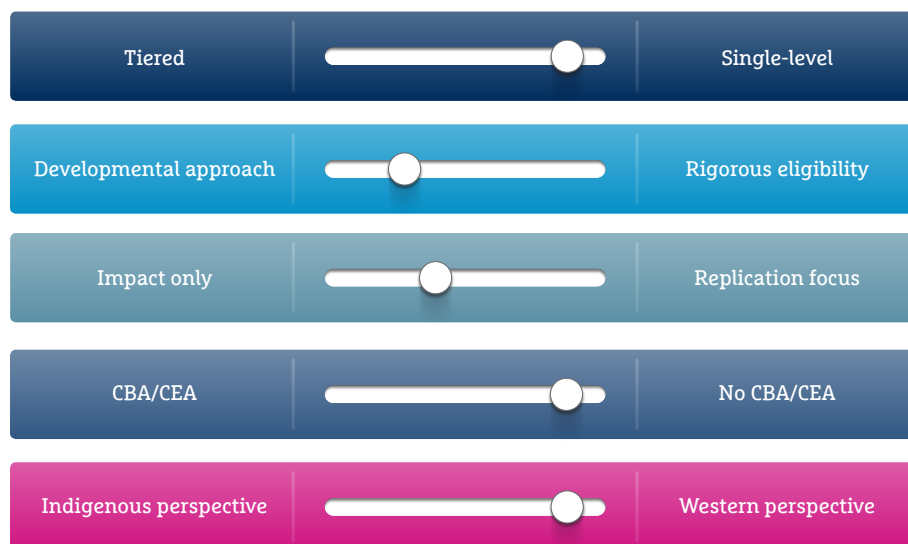 Tiered Single-level
Developmental approach Rigorous eligibility
Impact only Replication focus
CBA/CEA No CBA/CEA
Indigenous perspective Western perspective